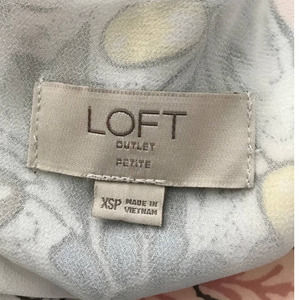 LOFT
OUTLET
PETITE
XSP MADE IN
VIETNAM